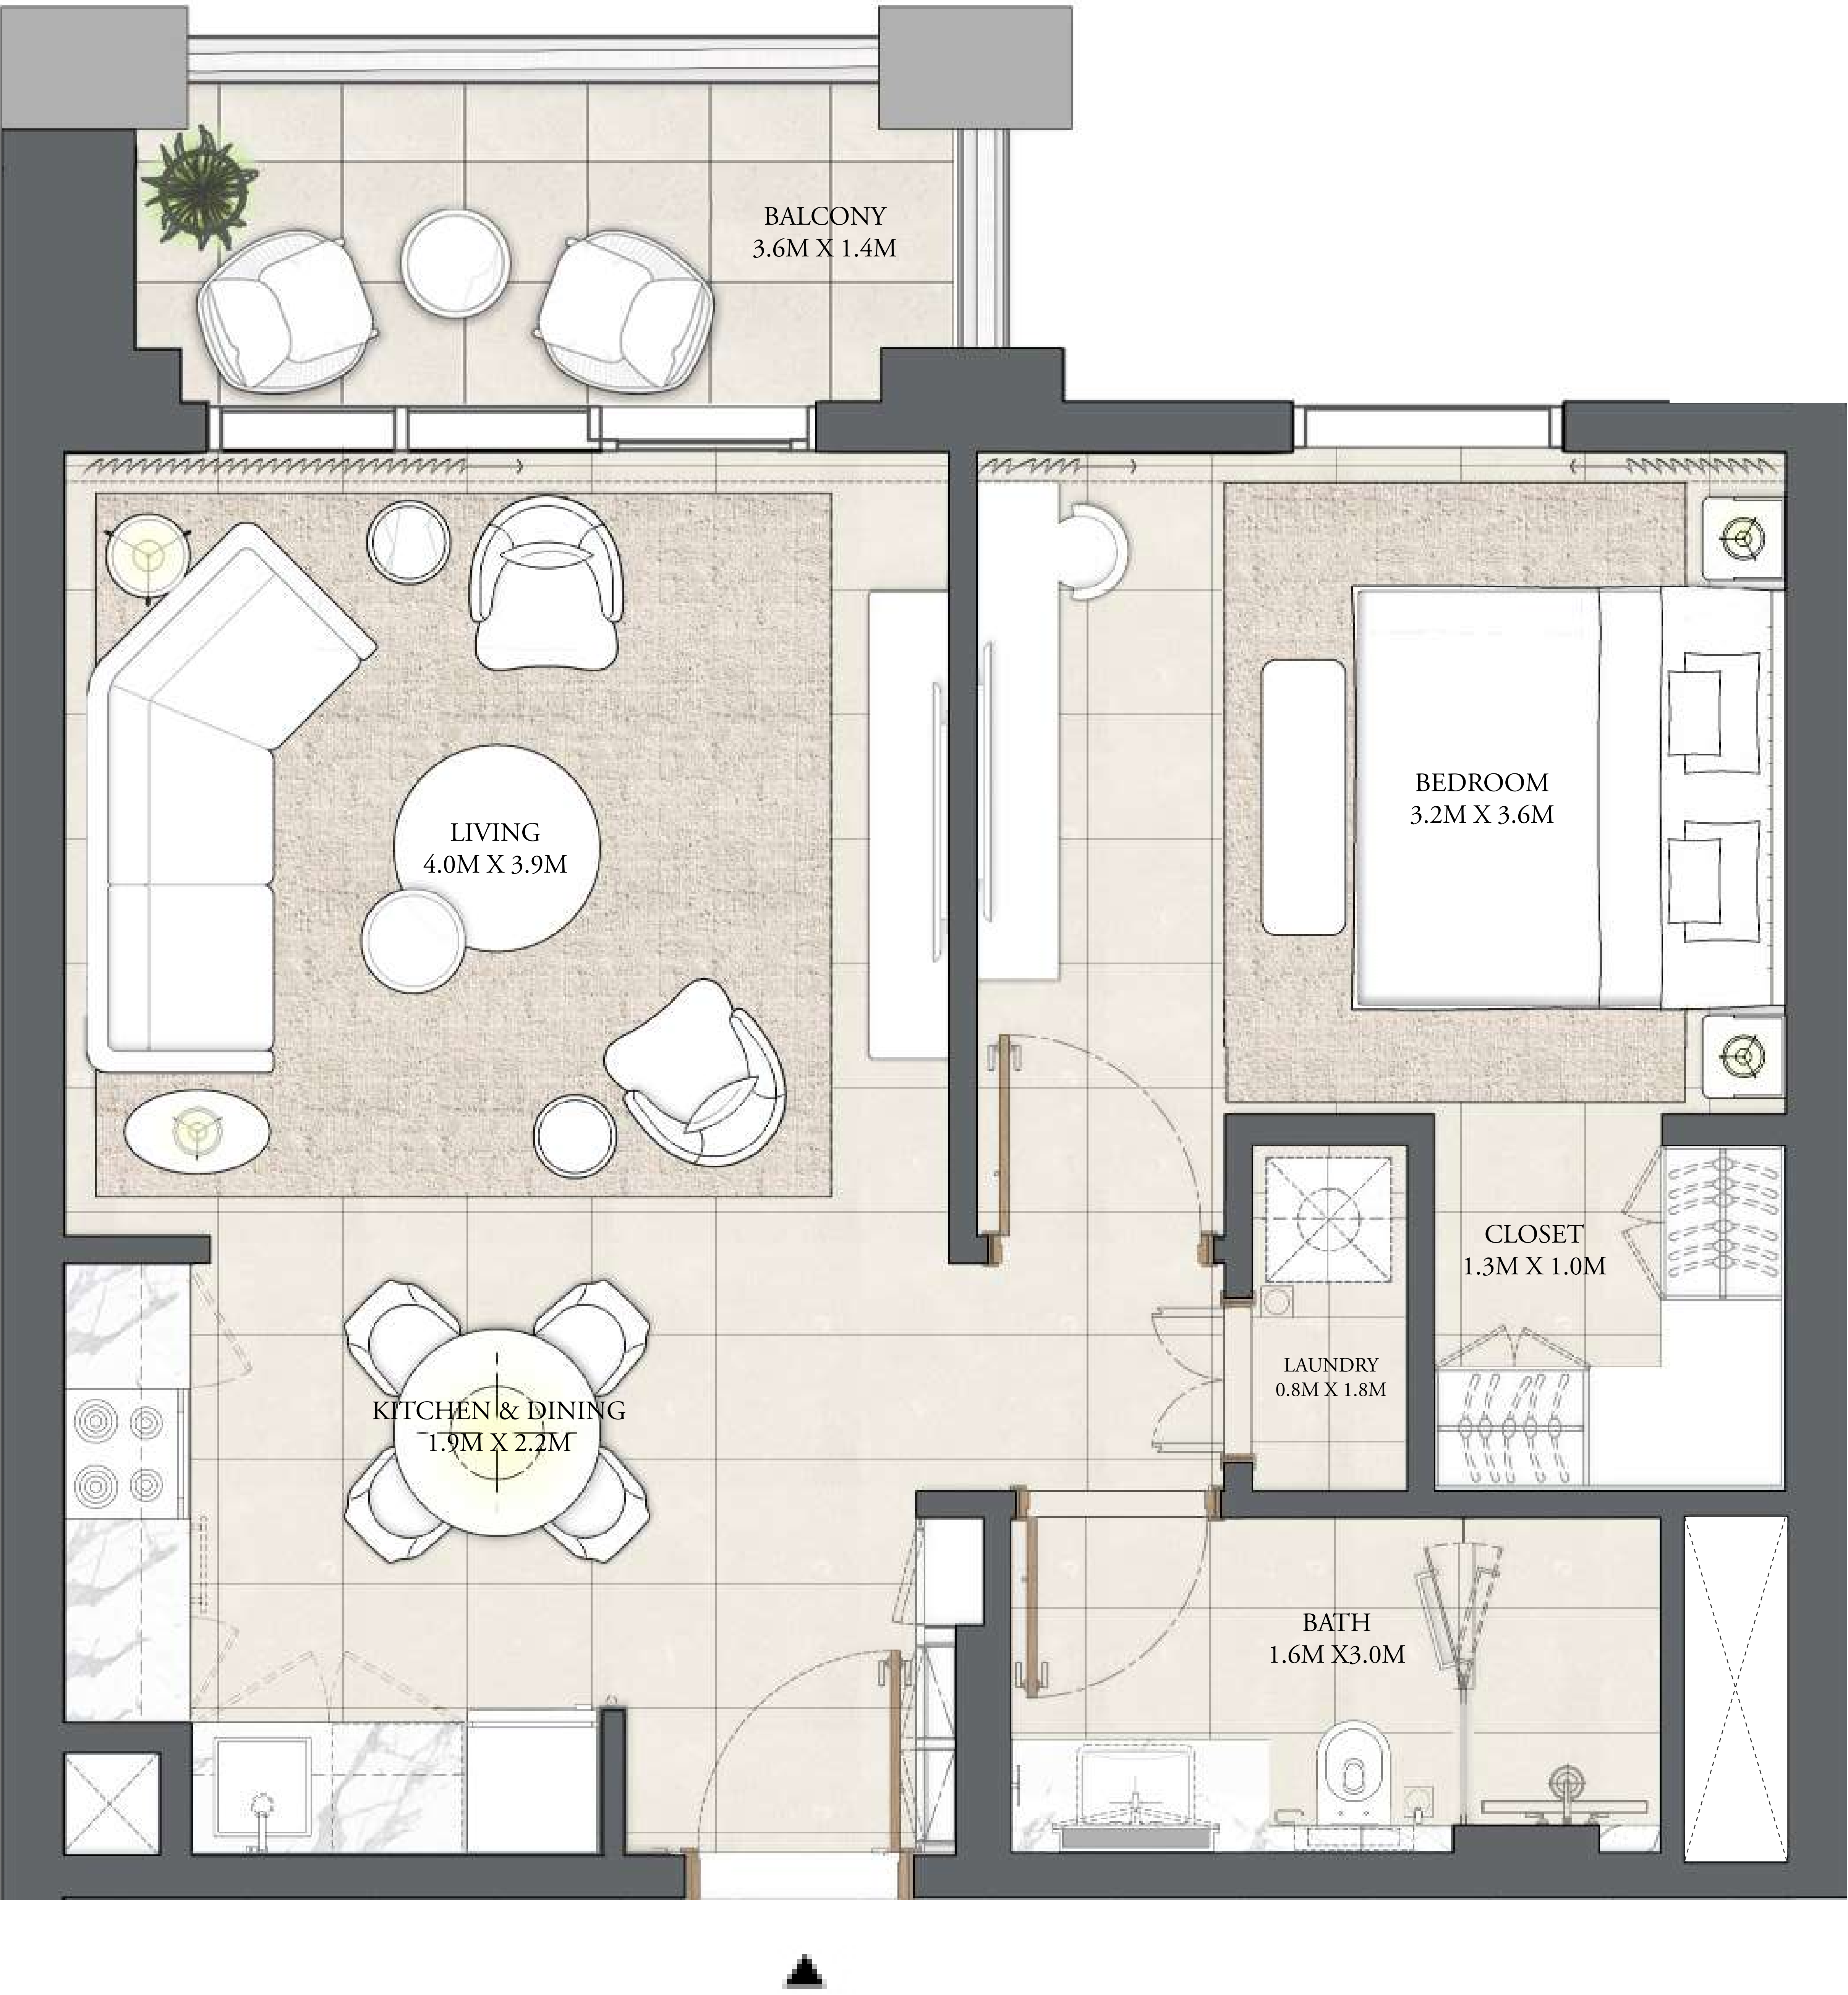 BALCONY
3.6M X 1.4M
BEDROOM
3.2M X 3.6M
LIVING
4.0M X 3.9M
CLOSET
1.3M X 1.0M
LAUNDRY
0.8M X 1.8M
KITCHEN & DINING
1.9M X 2.2M
BATH
1.6M X3.0M